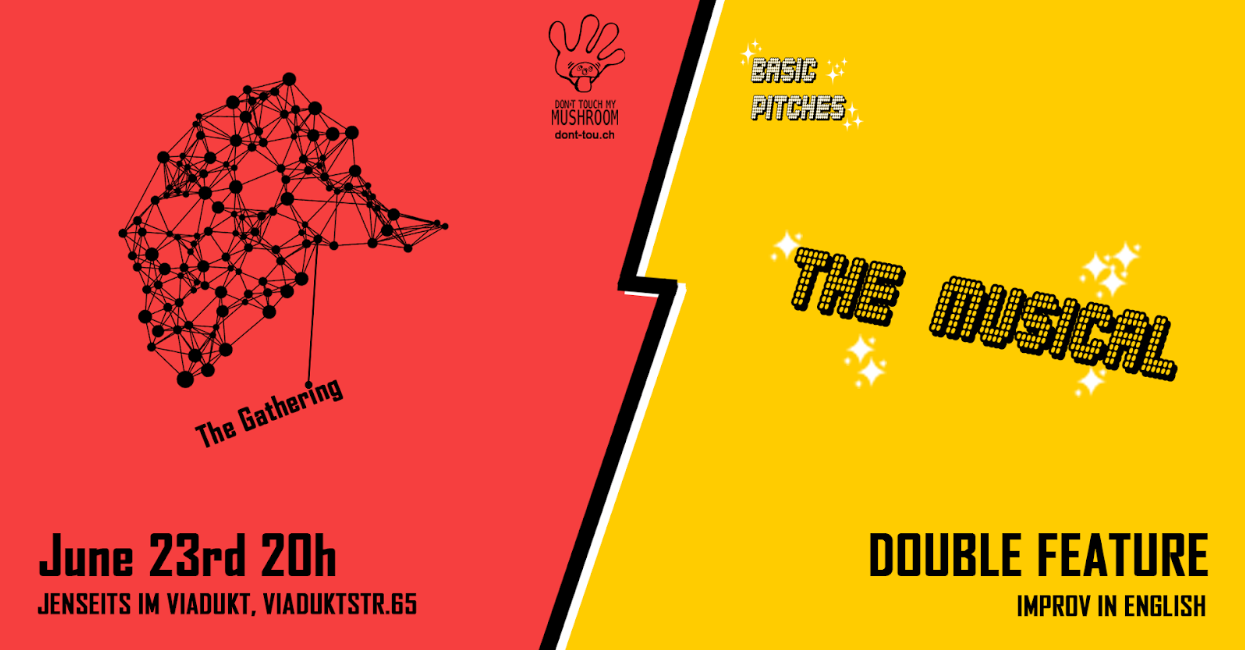 DON'T TOUCH MY
MUSHROOM
dont-tou.ch
The Gathering
June 23rd 20h
JENSEITS IM VIADUKT, VIADUKTSTR.65
BASIC
PITCHES
THE MUSICAL
DOUBLE FEATURE
IMPROV IN ENGLISH